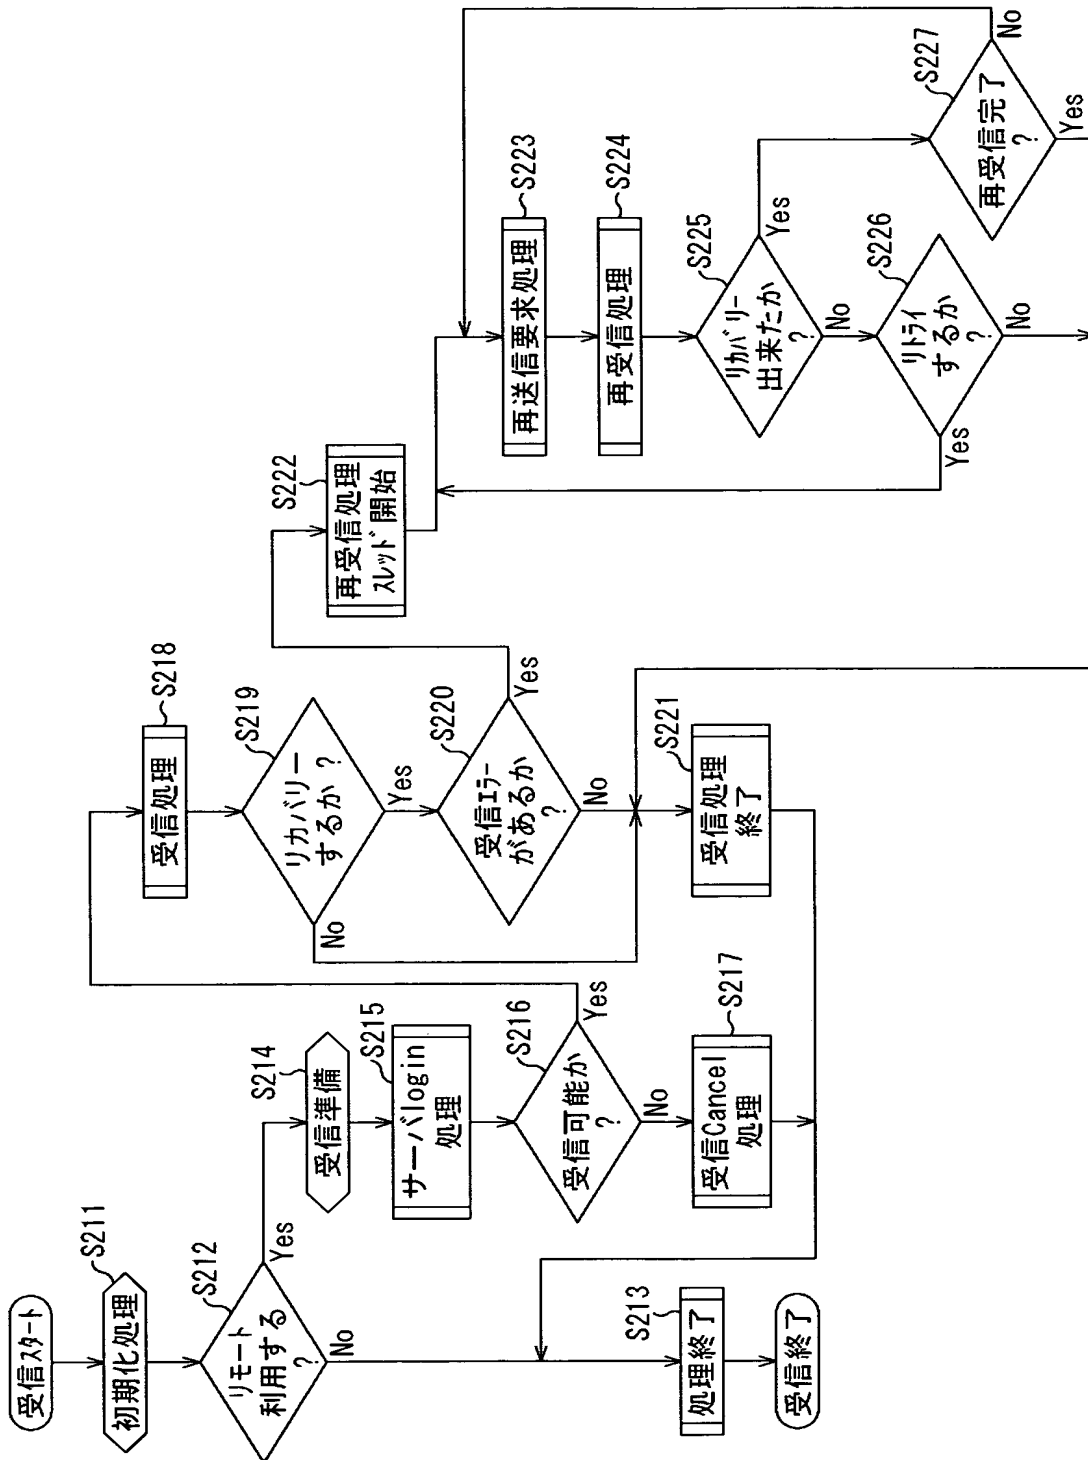 受信スタート
S211
初期化処理
S212
リモート
利用する
?
Yes
No
S213
処理終了
受信終了
S214
受信準備
S215
サーバlogin
処理
S216
受信可能か
?
Yes
No
S217
受信Cancel
処理
S218
受信処理
S219
リカバリー
するか?
Yes
No
S220
受信エラー
があるか
?
Yes
No
S221
受信処理
終了
S222
再受信処理
スレッド開始
S223
再送信要求処理
S224
再受信処理
S225
リカバリー
出来たか
?
Yes
No
S226
リトライ
するか
?
Yes
No
S227
再受信完了
?
No
Yes